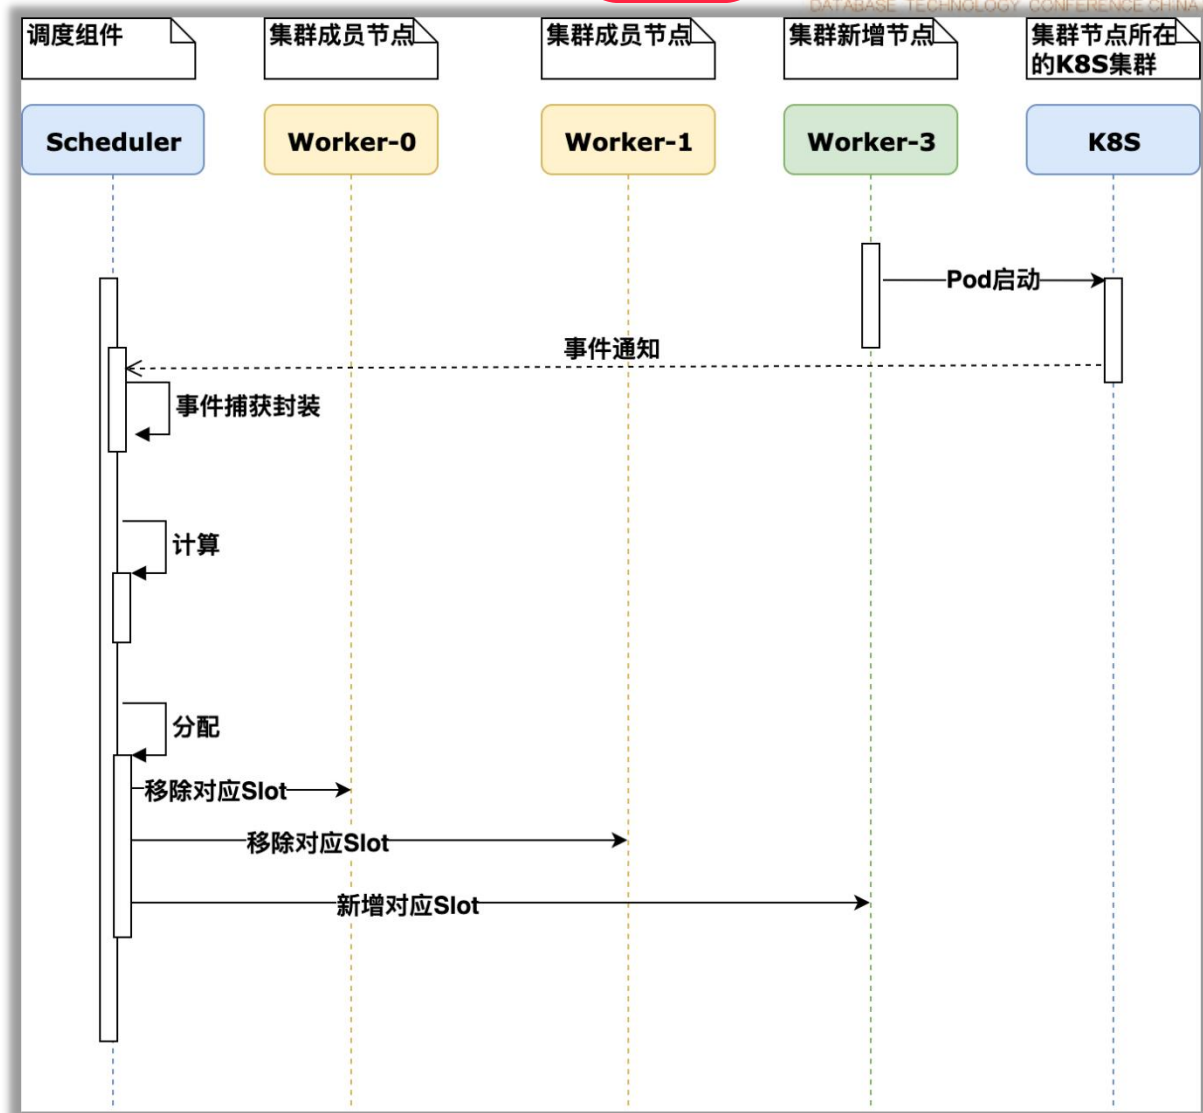 DATABASE TECHNOLOGY CONFERENCE CHINA
调度组件
集群成员节点
集群成员节点
集群新增节点
集群节点所在
的K8S集群
Scheduler
Worker-0
Worker-1
Worker-3
K8S
Pod启动
事件通知
事件捕获封装
计算
分配
移除对应Slot
移除对应Slot
新增对应Slot